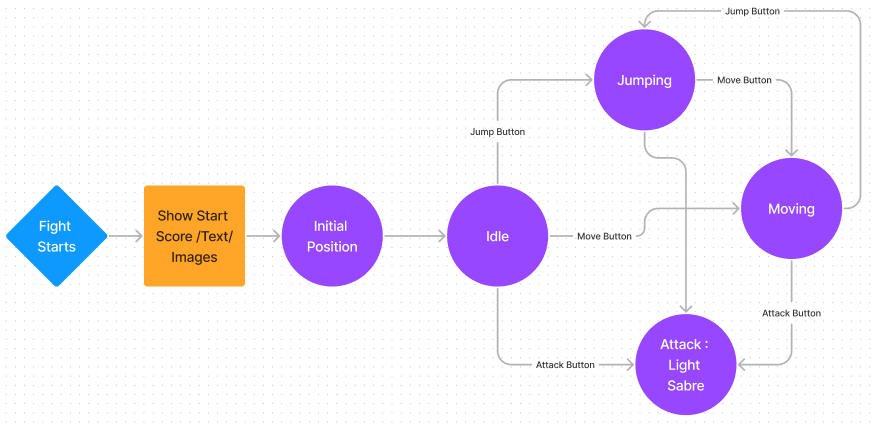 Jump Button
Jumping
Move Button
Jump Button
Fight
Starts
Show Start
Score /Text/
Images
Initial
Position
Idle
Move Button
Moving
Attack Button
Attack :
Light
Sabre
Attack Button